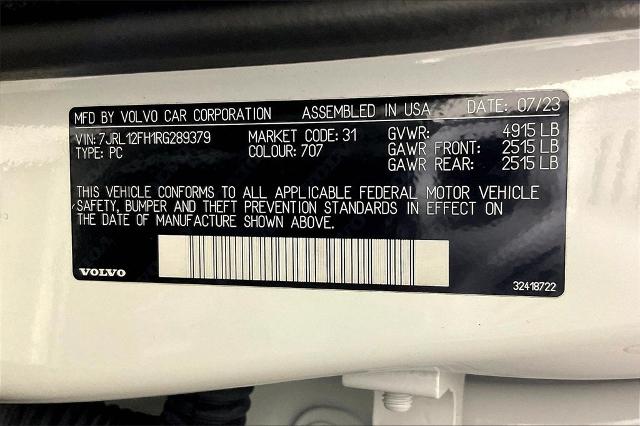 MFD BY VOLVO CAR CORPORATION ASSEMBLED IN USA DATE: 07/23
VIN: 7JRL12FH1RG289379 MARKET CODE: 31 GVWR: 4915 LB
TYPE: PC COLOUR: 707 GAWR FRONT: 2515 LB
GAWR REAR: 2515 LB
THIS VEHICLE CONFORMS TO ALL APPLICABLE FEDERAL MOTOR VEHICLE
SAFETY, BUMPER AND THEFT PREVENTION STANDARDS IN EFFECT ON
THE DATE OF MANUFACTURE SHOWN ABOVE.
VOLVO
32418722